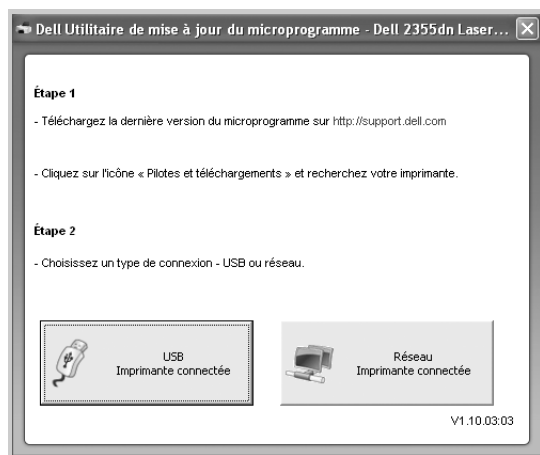 Dell Utilitaire de mise à jour du microprogramme - Dell 2355dn Laser...
Étape 1
- Téléchargez la dernière version du microprogramme sur http://support.dell.com
- Cliquez sur l'icône « Pilotes et téléchargements » et recherchez votre imprimante.
Étape 2
- Choisissez un type de connexion - USB ou réseau.
USB
Imprimante connectée
Réseau
Imprimante connectée
V1.10.03:03